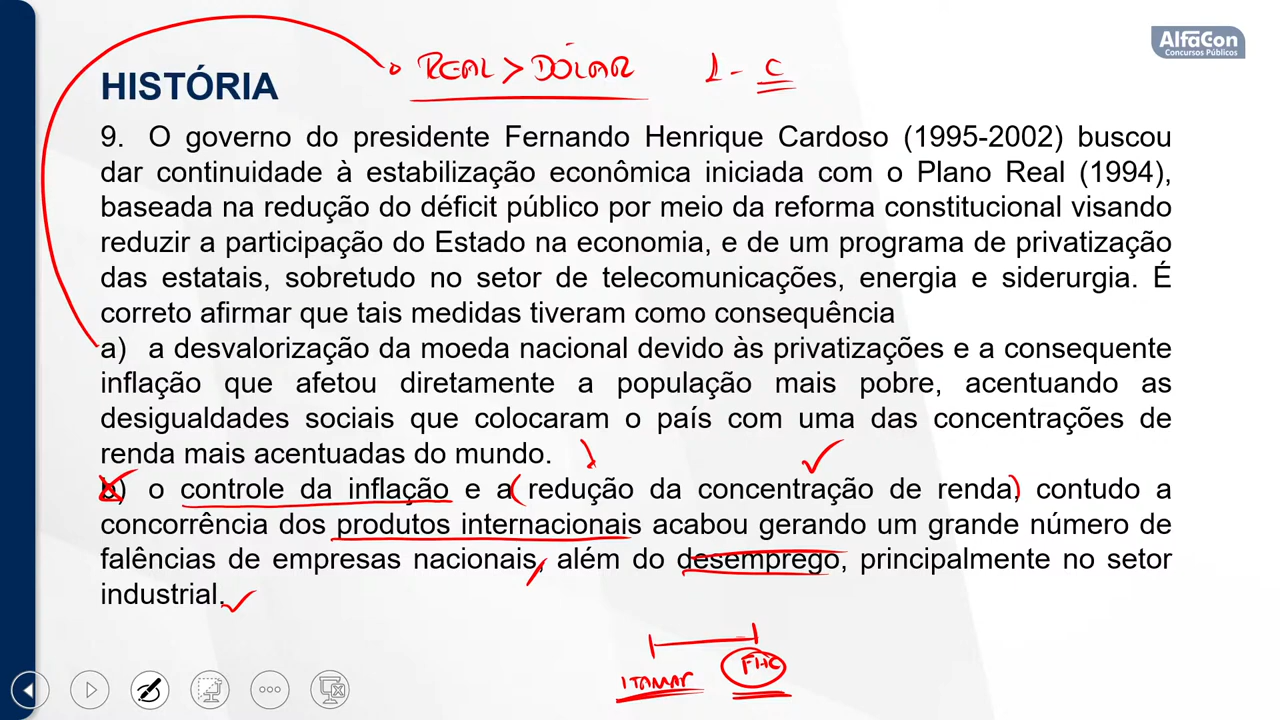 AlfaCon
Concursos Públicos
REAL > DÓLAR 1 - C
HISTÓRIA
9. O governo do presidente Fernando Henrique Cardoso (1995-2002) buscou
dar continuidade à estabilização econômica iniciada com o Plano Real (1994),
baseada na redução do déficit público por meio da reforma constitucional visando
reduzir a participação do Estado na economia, e de um programa de privatização
das estatais, sobretudo no setor de telecomunicações, energia e siderurgia. É
correto afirmar que tais medidas tiveram como consequência
a) a desvalorização da moeda nacional devido às privatizações e a consequente
inflação que afetou diretamente a população mais pobre, acentuando as
desigualdades sociais que colocaram o país com uma das concentrações de
renda mais acentuadas do mundo.
b) o controle da inflação e a redução da concentração de renda, contudo a
concorrência dos produtos internacionais acabou gerando um grande número de
falências de empresas nacionais, além do desemprego, principalmente no setor
industrial.
ITAMAR FHC